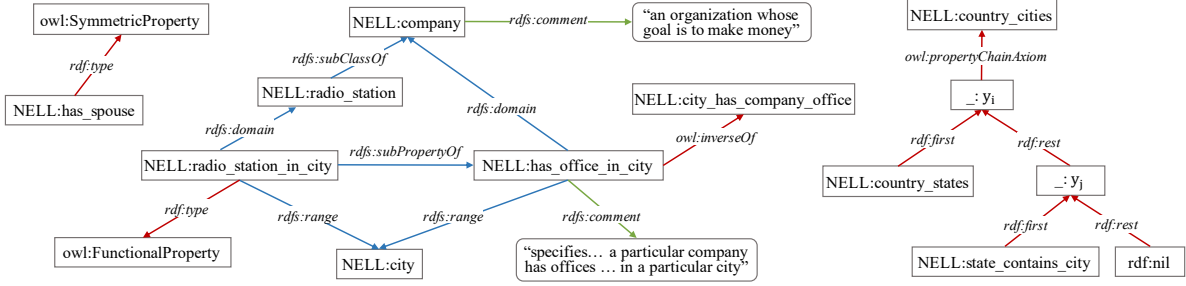 owl:SymmetricProperty
rdf:type
NELL:has_spouse
NELL:company
rdfs:comment
“an organization whose
goal is to make money”
rdfs:subClassOf
NELL:radio_station
rdfs:domain
rdfs:domain
NELL:radio_station_in_city
rdfs:subPropertyOf
NELL:has_office_in_city
NELL:city_has_company_office
owl:inverseOf
rdf:type
rdfs:range
rdfs:range
rdfs:comment
owl:FunctionalProperty
NELL:city
“specifies… a particular company
has offices … in a particular city”
NELL:country_cities
owl:propertyChainAxiom
_: yi
rdf:first
rdf:rest
NELL:country_states
_: yj
rdf:first
rdf:rest
NELL:state_contains_city
rdf:nil